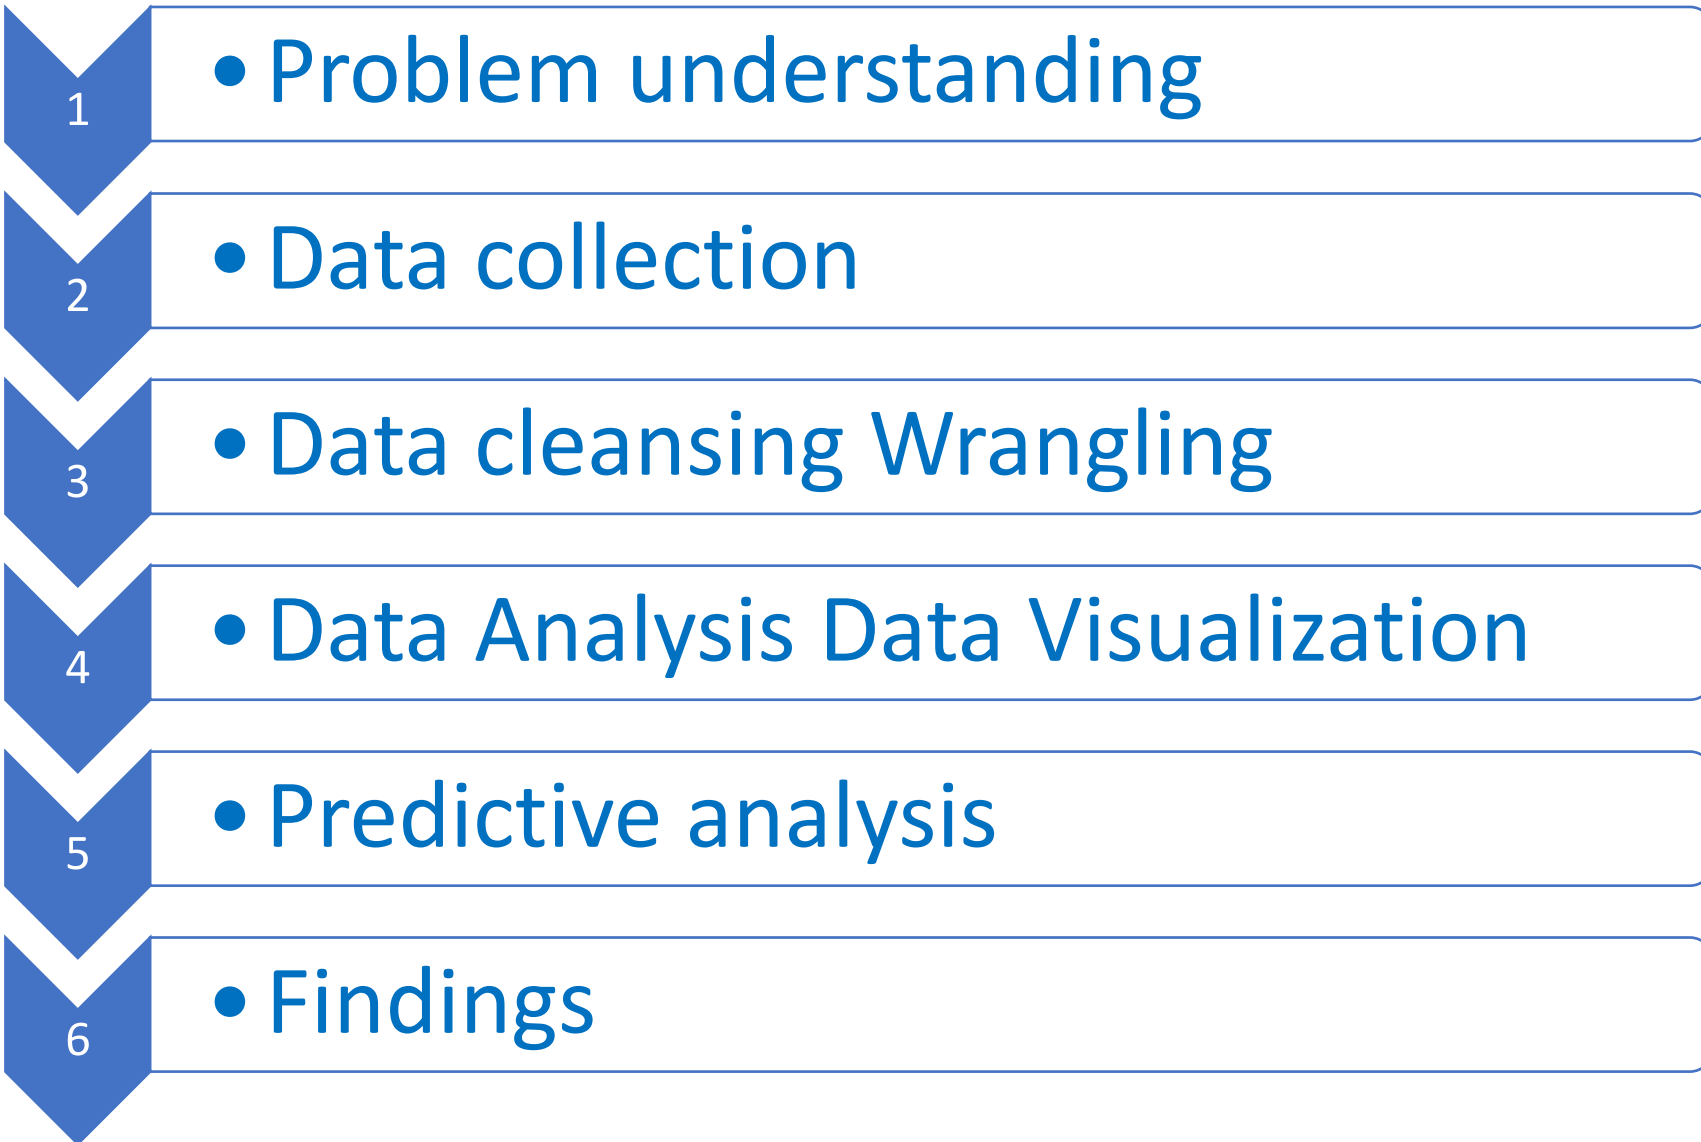 1
• Problem understanding
2
• Data collection
3
• Data cleansing Wrangling
4
• Data Analysis Data Visualization
5
• Predictive analysis
6
• Findings